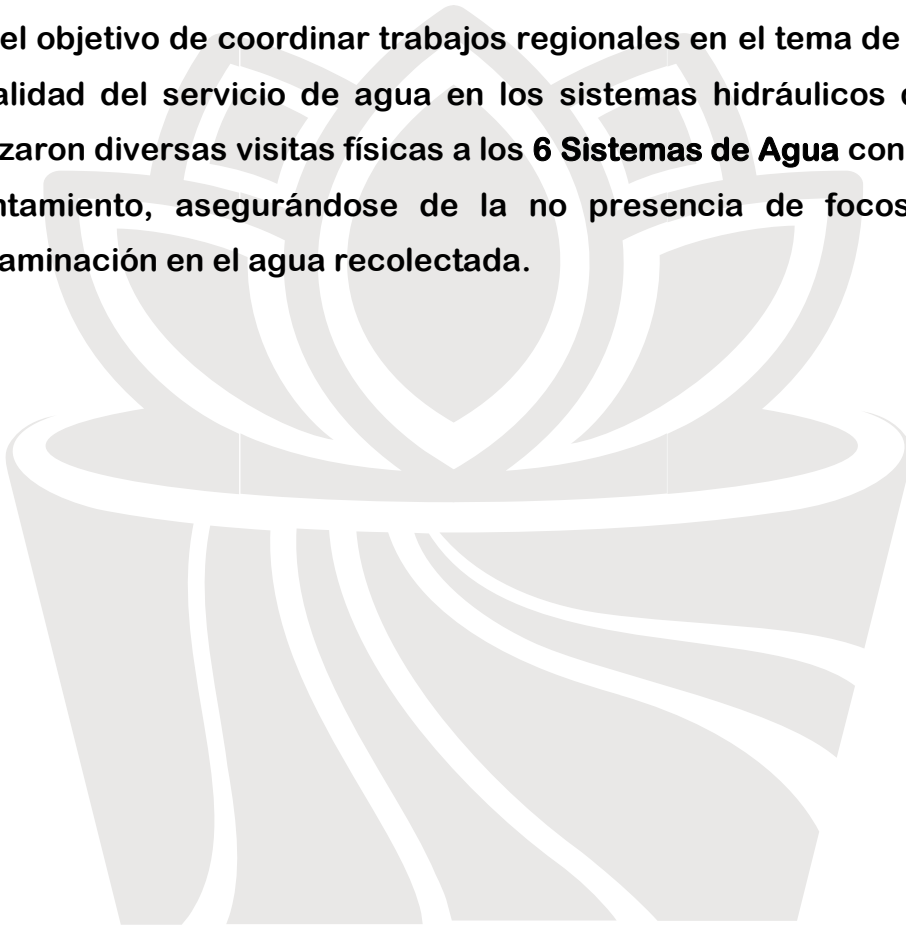 el objetivo de coordinar trabajos regionales en el tema de
alidad del servicio de agua en los sistemas hidráulicos
zaron diversas visitas físicas a los 6 Sistemas de Agua con
ntamiento, asegurándose de la no presencia de focos
aminación en el agua recolectada.